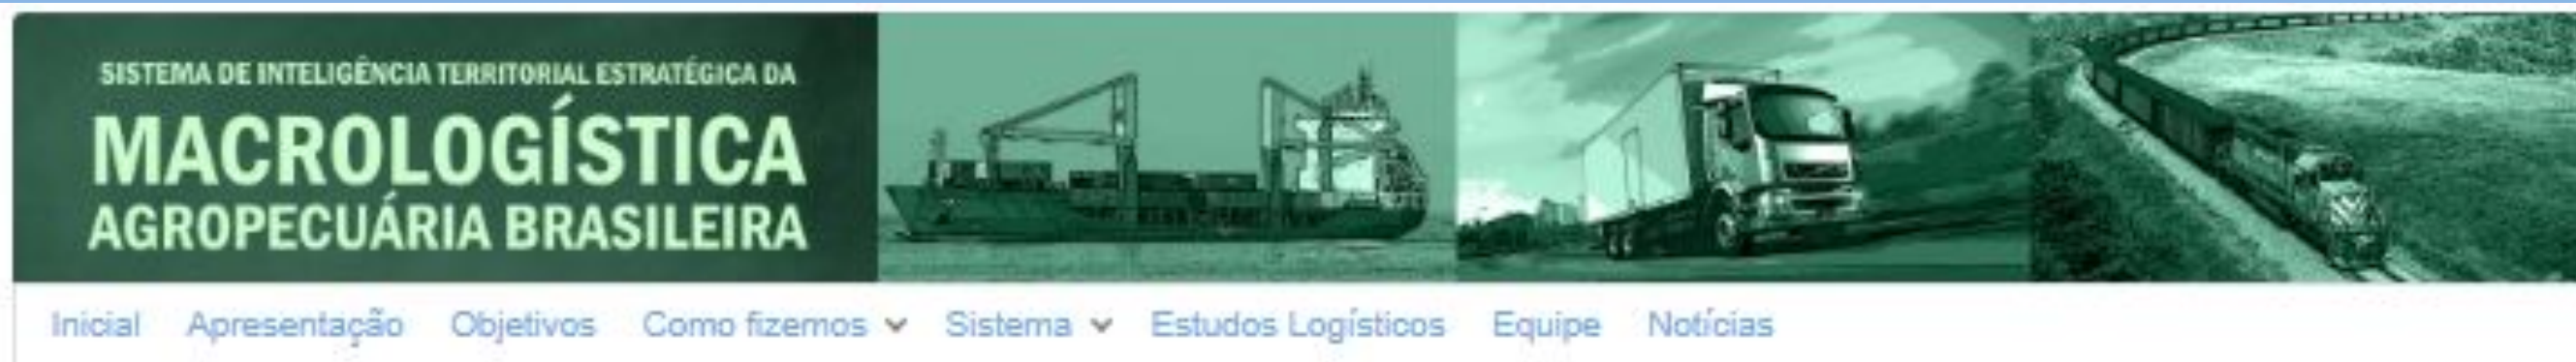 SISTEMA DE INTELIGÊNCIA TERRITORIAL ESTRATÉGICA DA
MACROLOGÍSTICA
AGROPECUÁRIA BRASILEIRA
Inicial Apresentação Objetivos Como fizemos Sistema Estudos Logísticos Equipe Notícias